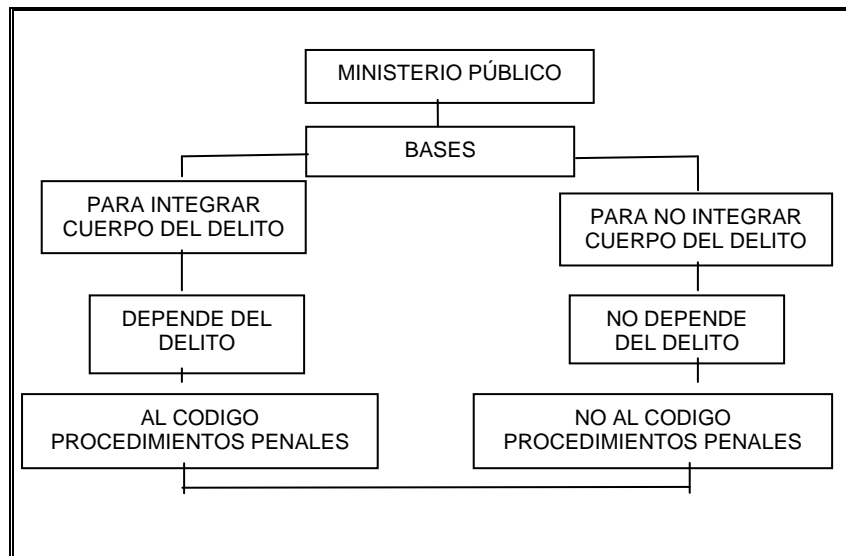 MINISTERIO PÚBLICO
BASES
PARA INTEGRAR
CUERPO DEL DELITO
PARA NO INTEGRAR
CUERPO DEL DELITO
DEPENDE DEL
DELITO
NO DEPENDE
DEL DELITO
AL CODIGO
PROCEDIMIENTOS PENALES
NO AL CODIGO
PROCEDIMIENTOS PENALES